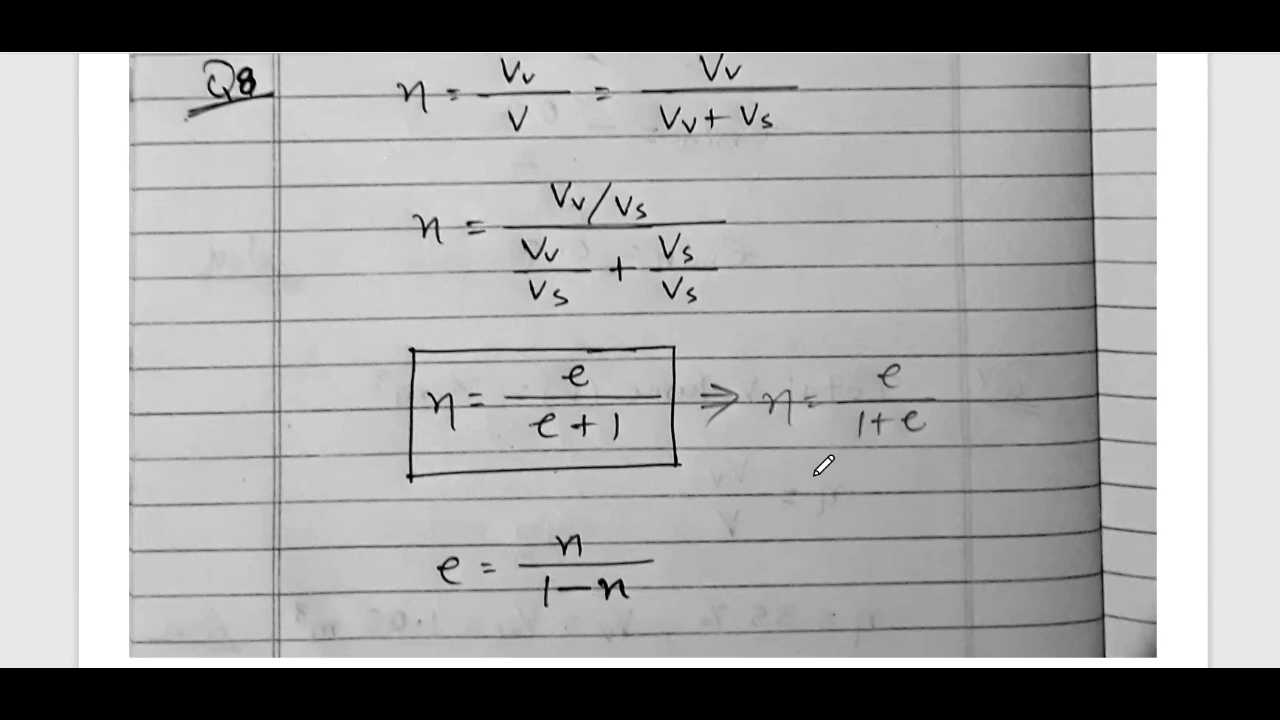 Q8
n = Vv / V = Vv / Vv + Vs
n = Vv/Vs / Vv / Vs + Vs / Vs
n = e / e + 1 ⇒ n = e / 1 + e
e = n / 1 - n